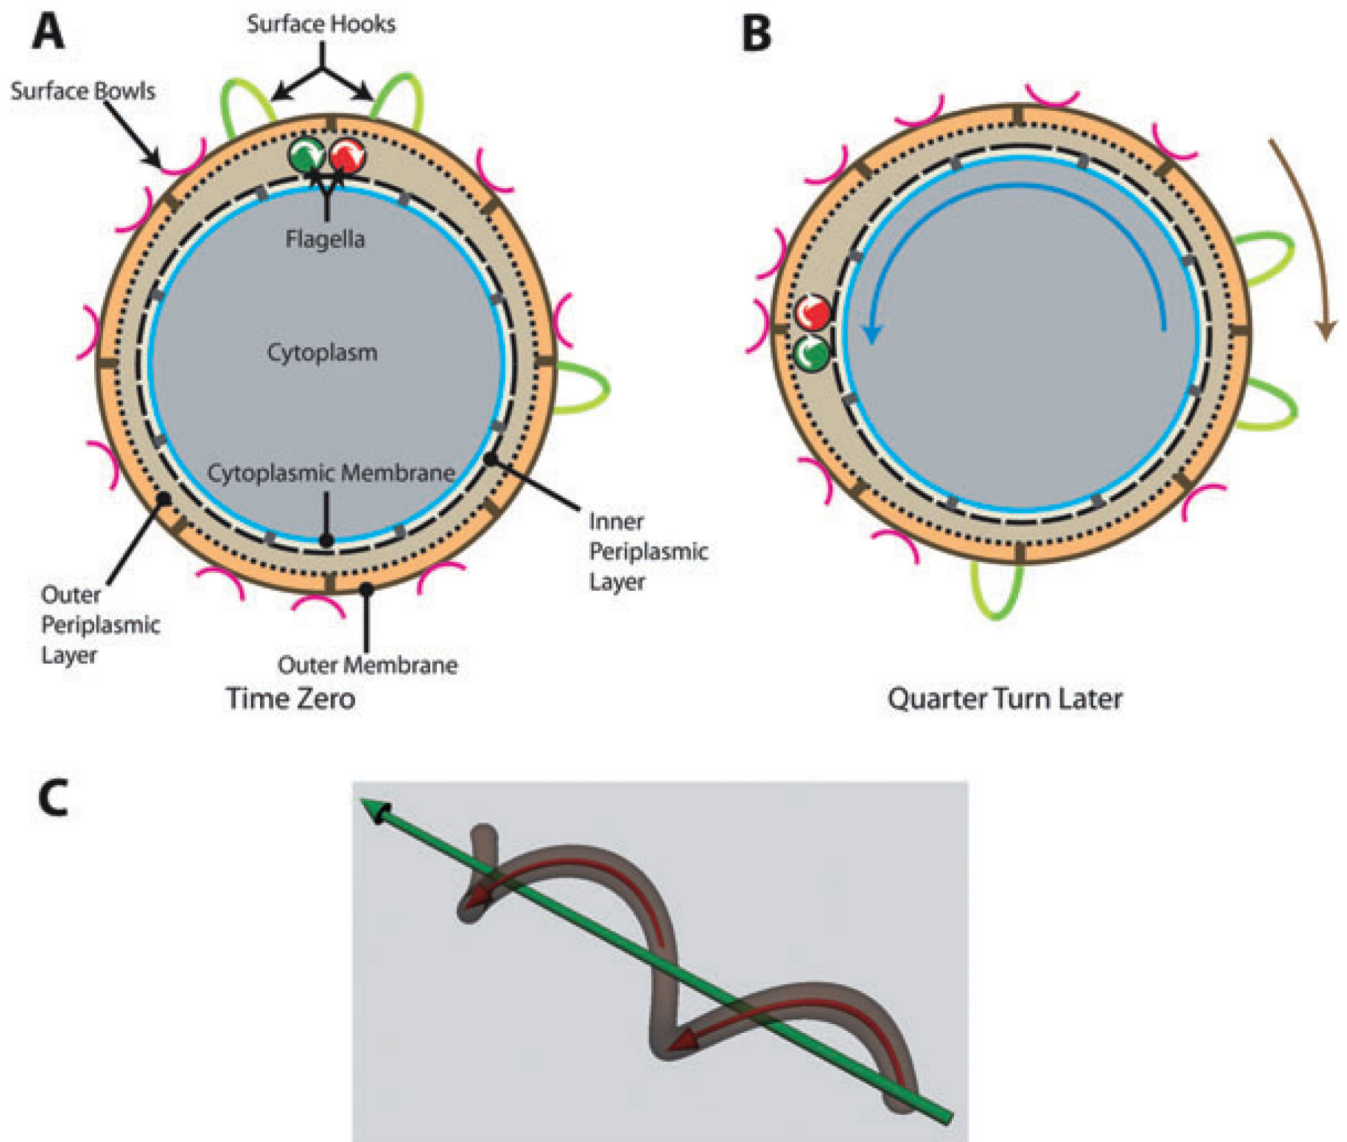 A
B
Surface Hooks
Surface Bowls
Flagella
Cytoplasm
Cytoplasmic Membrane
Inner
Periplasmic
Layer
Outer
Periplasmic
Layer
Outer Membrane
Time Zero
Quarter Turn Later
C